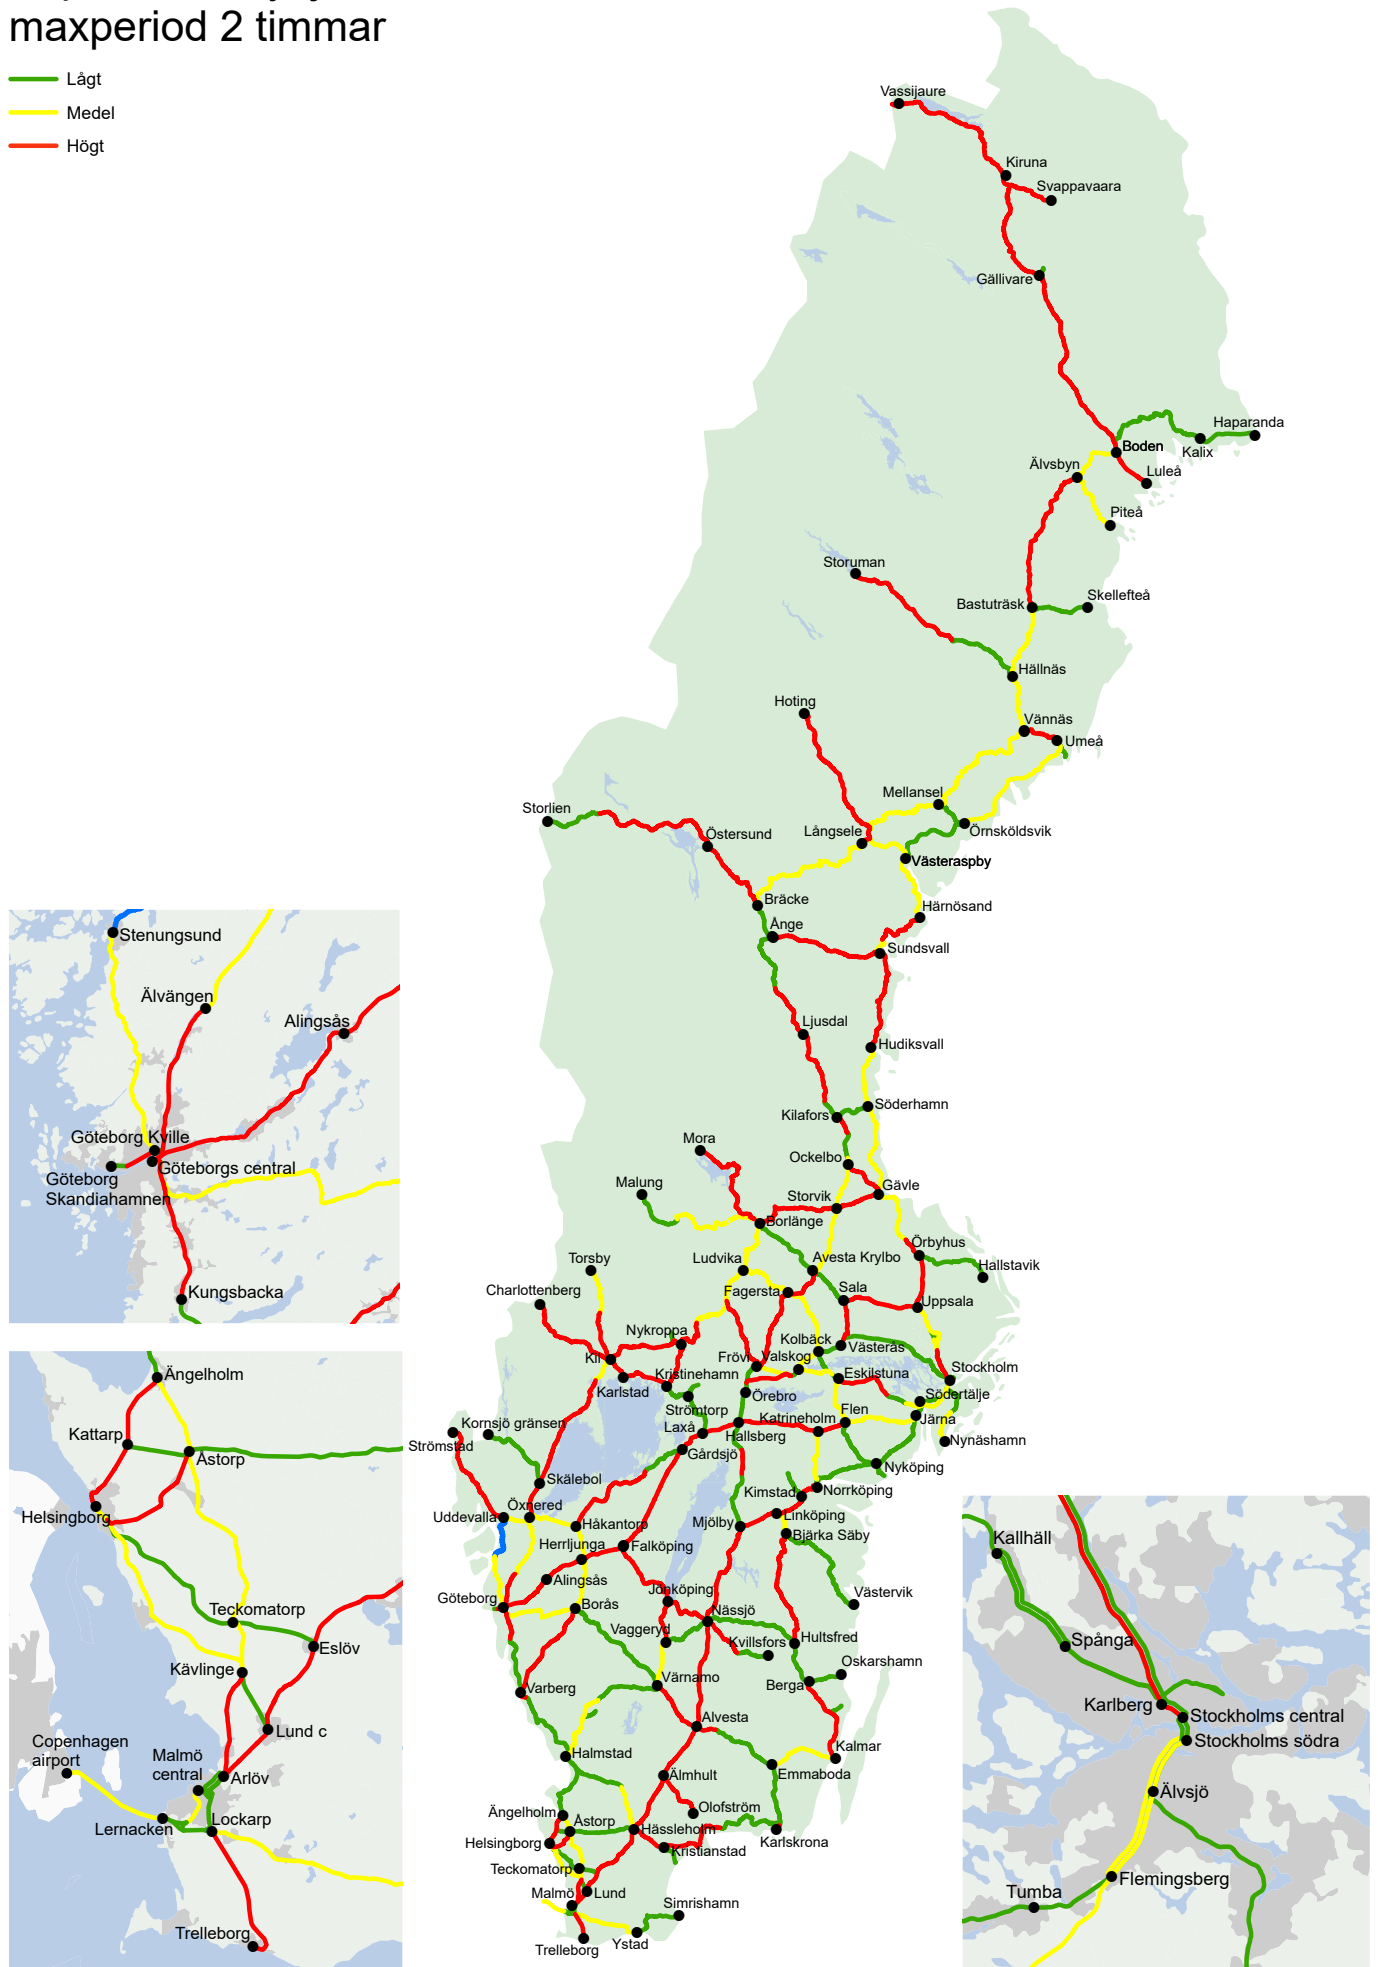 maxperiod 2 timmar
Lågt
Medel
Högt
Vassijaure
Kiruna
Svappavaara
Gällivare
Haparanda
Boden
Kalix
Älvsbyn
Luleå
Piteå
Storuman
Bastuträsk
Skellefteå
Hällnäs
Hoting
Vännäs
Umeå
Mellansel
Storlien
Östersund
Långsele
Örnsköldsvik
Västeraspby
Bräcke
Härnösand
Ånge
Sundsvall
Ljusdal
Hudiksvall
Kilafors
Söderhamn
Mora
Ockelbo
Malung
Storvik
Gävle
Borlänge
Örbyhus
Torsby
Ludvika
Avesta Krylbo
Hallstavik
Charlottenberg
Fagersta
Sala
Uppsala
Nykroppa
Kolbäck
Västerås
Kil
Frövi
Valskog
Stockholm
Karlstad
Kristinehamn
Eskilstuna
Örebro
Södertälje
Strömtorp
Katrineholm
Flen
Järna
Kornsjö gränsen
Laxå
Hallsberg
Strömstad
Gårdsjö
Nynäshamn
Nyköping
Skälebol
Kimstad
Norrköping
Öxnered
Uddevalla
Håkantorp
Mjölby
Linköping
Bjärka Säby
Herrljunga
Falköping
Alingsås
Jönköping
Västervik
Göteborg
Borås
Nässjö
Vaggeryd
Kvillsfors
Hultsfred
Oskarshamn
Värnamo
Berga
Varberg
Alvesta
Kalmar
Halmstad
Emmaboda
Älmhult
Ängelholm
Olofström
Åstorp
Hässleholm
Karlskrona
Helsingborg
Kristianstad
Teckomatorp
Malmö
Lund
Simrishamn
Trelleborg
Ystad
Stenungsund
Älvängen
Alingsås
Göteborg Kville
Göteborgs central
Göteborg
Skandiahamnen
Kungsbacka
Ängelholm
Kattarp
Åstorp
Helsingborg
Teckomatorp
Eslöv
Kävlinge
Lund c
Copenhagen
airport
Malmö
central
Arlöv
Lernacken
Lockarp
Trelleborg
Kallhäll
Spånga
Karlberg
Stockholms central
Stockholms södra
Älvsjö
Flemingsberg
Tumba